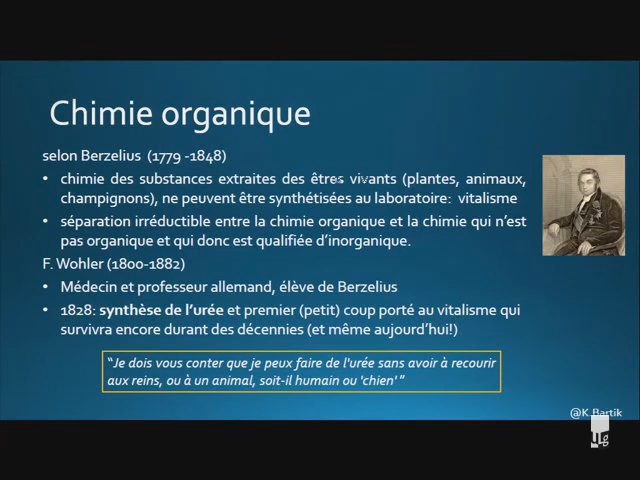 Chimie organique
selon Berzelius (1779 -1848)
• chimie des substances extraites des êtres vivants (plantes, animaux,
champignons), ne peuvent être synthétisées au laboratoire: vitalisme
• séparation irréductible entre la chimie organique et la chimie qui n'est
pas organique et qui donc est qualifiée d'inorganique.
F. Wohler (1800-1882)
• Médecin et professeur allemand, élève de Berzelius
• 1828: synthèse de l'urée et premier (petit) coup porté au vitalisme qui
survivra encore durant des décennies (et même aujourd'hui!)
"Je dois vous conter que je peux faire de l'urée sans avoir à recourir
aux reins, ou à un animal, soit-il humain ou 'chien' "
@K.Bartik
ULg